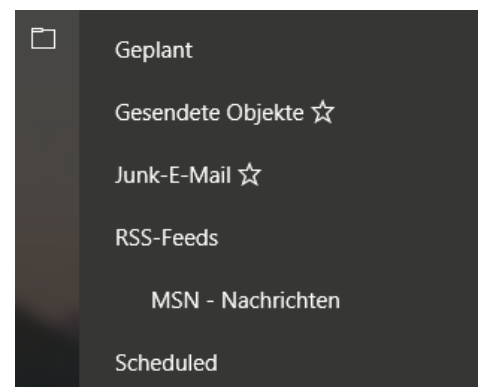 Geplant
Gesendete Objekte ☆
Junk-E-Mail ☆
RSS-Feeds
MSN - Nachrichten
Scheduled